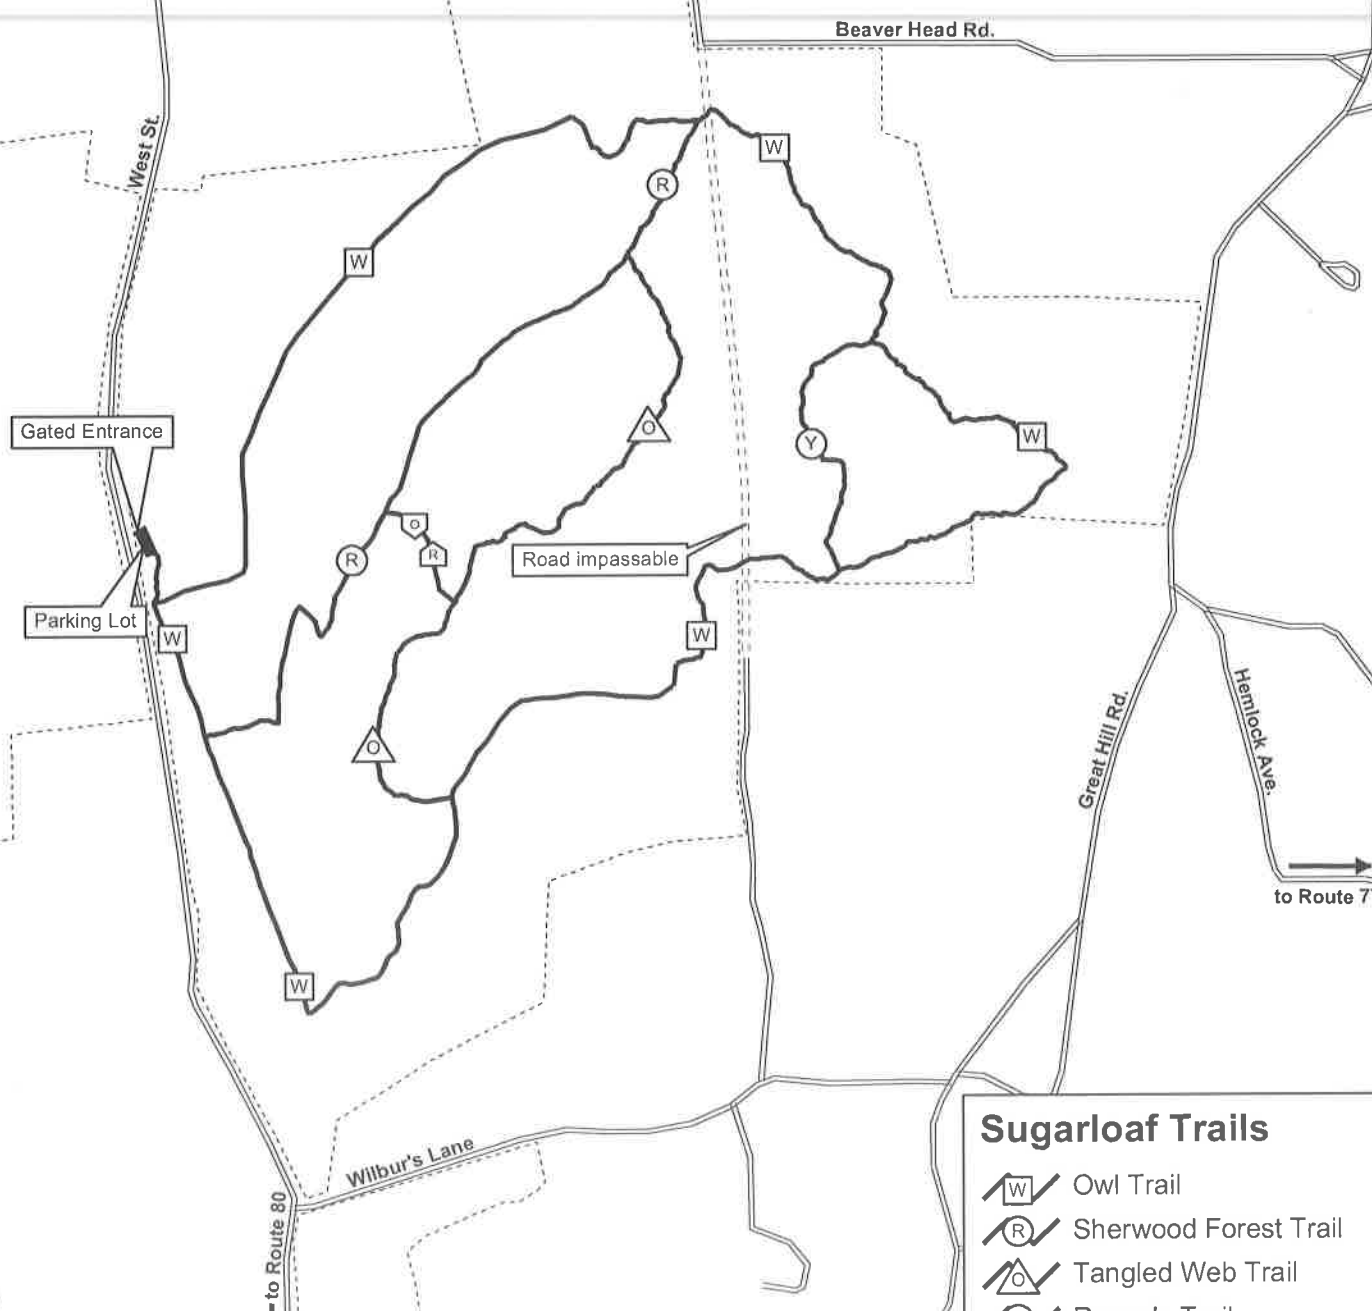 Beaver Head Rd.
West St.
W
R
W
Gated Entrance
O
W
Y
O
R
R
Road impassable
Parking Lot
W
W
Hemlock Ave.
Great Hill Rd.
O
to Route 7
W
Wilbur's Lane
to Route 80
Sugarloaf Trails
W Owl Trail
R Sherwood Forest Trail
O Tangled Web Trail